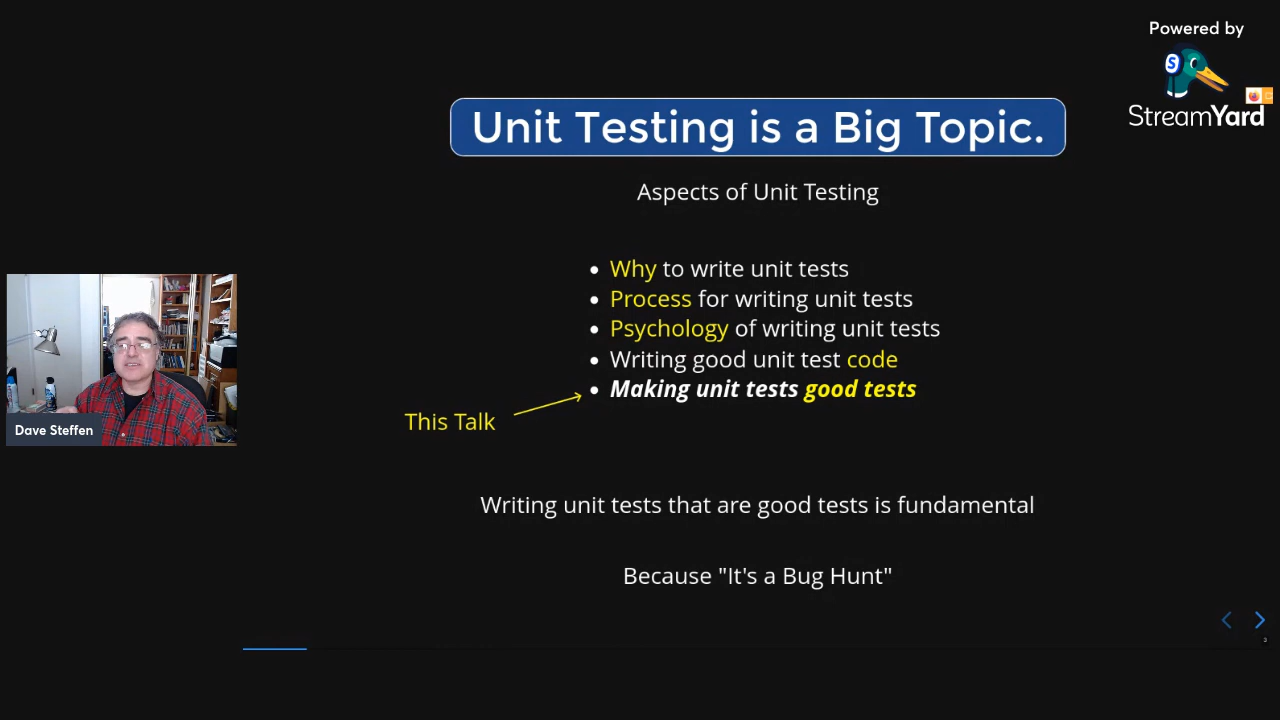 Powered by
StreamYard
Unit Testing is a Big Topic.
Aspects of Unit Testing
Why to write unit tests
Process for writing unit tests
Psychology of writing unit tests
Writing good unit test code
Making unit tests good tests
This Talk
Dave Steffen
Writing unit tests that are good tests is fundamental
Because "It's a Bug Hunt"
3